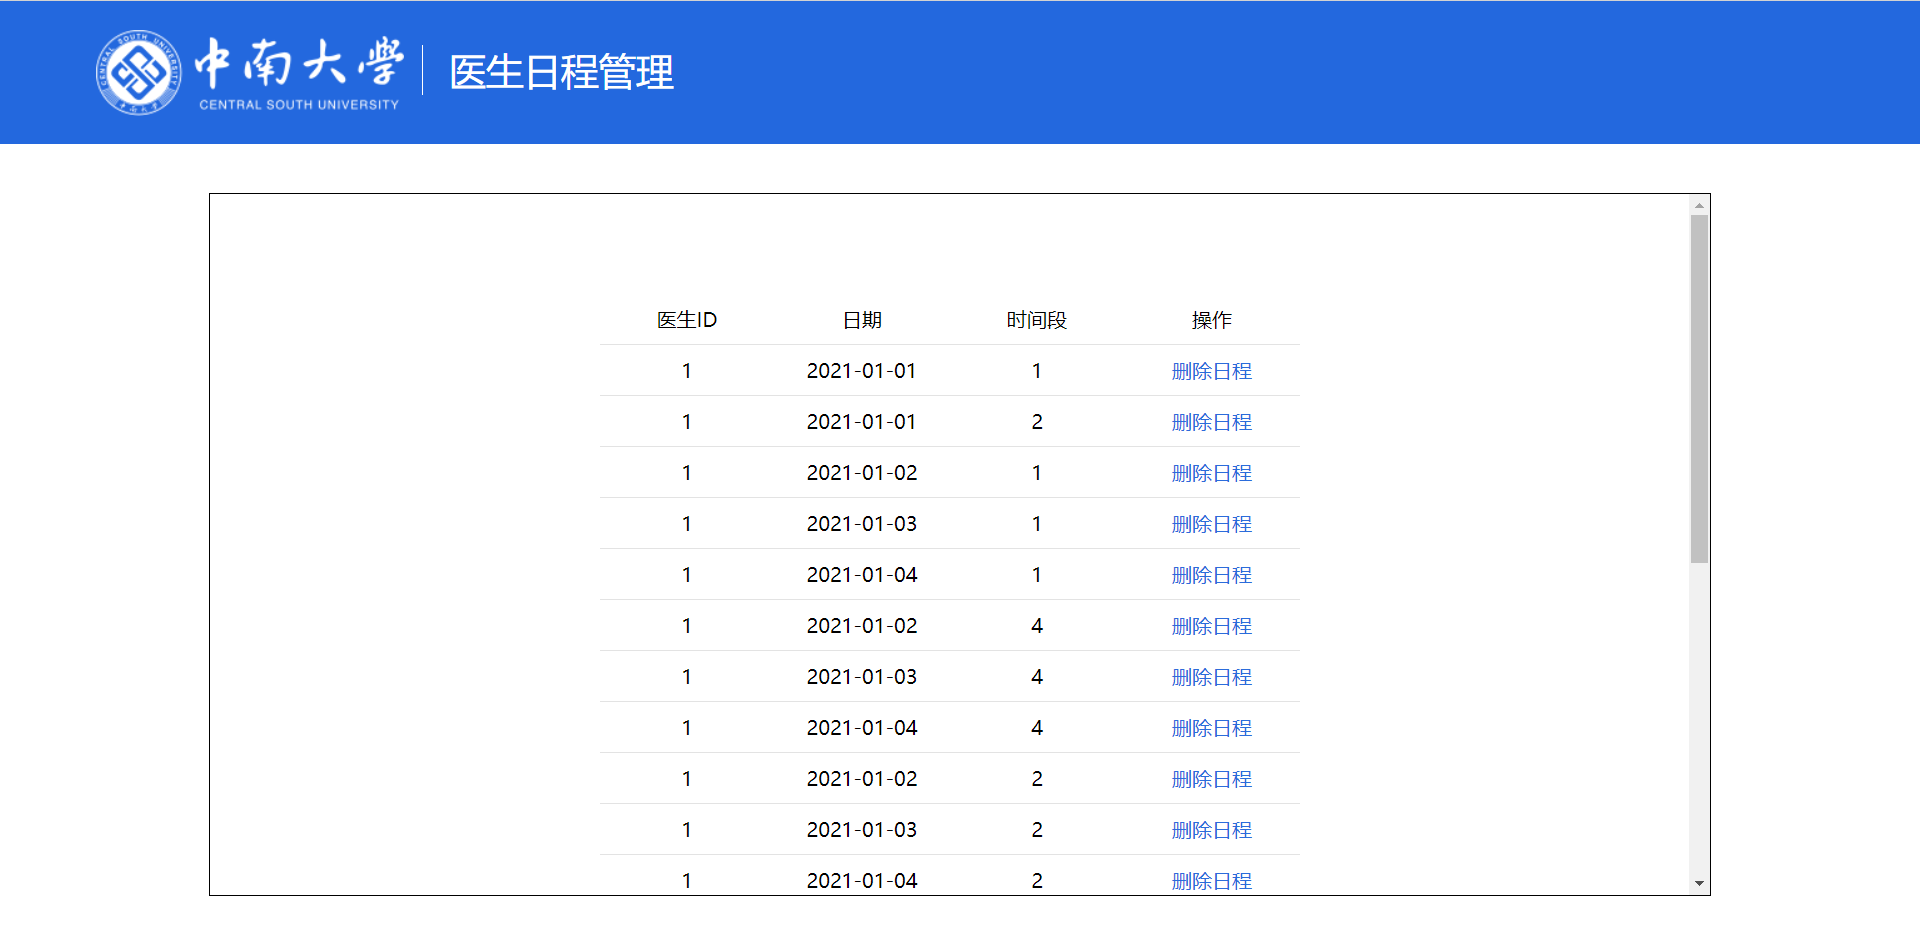 中南大学
CENTRAL SOUTH UNIVERSITY
医生日程管理
医生ID 日期 时间段 操作
1 2021-01-01 1 删除日程
1 2021-01-01 2 删除日程
1 2021-01-02 1 删除日程
1 2021-01-03 1 删除日程
1 2021-01-04 1 删除日程
1 2021-01-02 4 删除日程
1 2021-01-03 4 删除日程
1 2021-01-04 4 删除日程
1 2021-01-02 2 删除日程
1 2021-01-03 2 删除日程
1 2021-01-04 2 删除日程